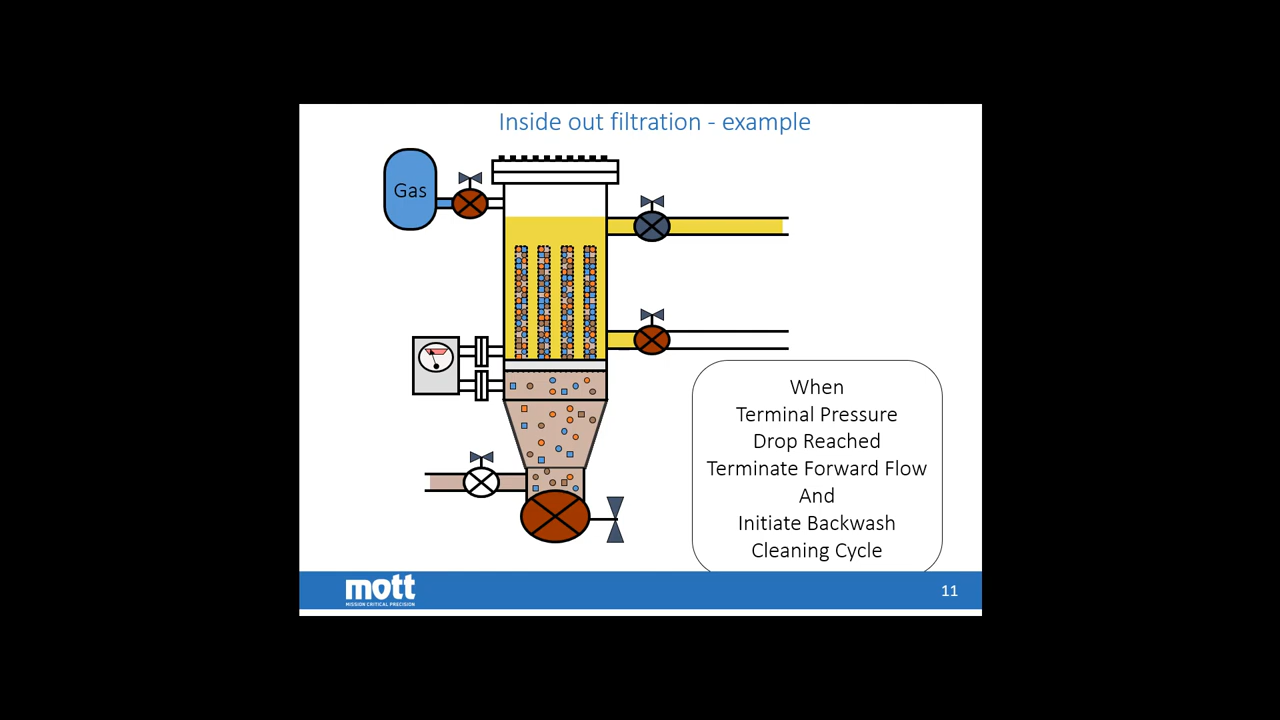 Inside out filtration - example
Gas
When
Terminal Pressure
Drop Reached
Terminate Forward Flow
And
Initiate Backwash
Cleaning Cycle
mott
MISSION CRITICAL PRECISION
11